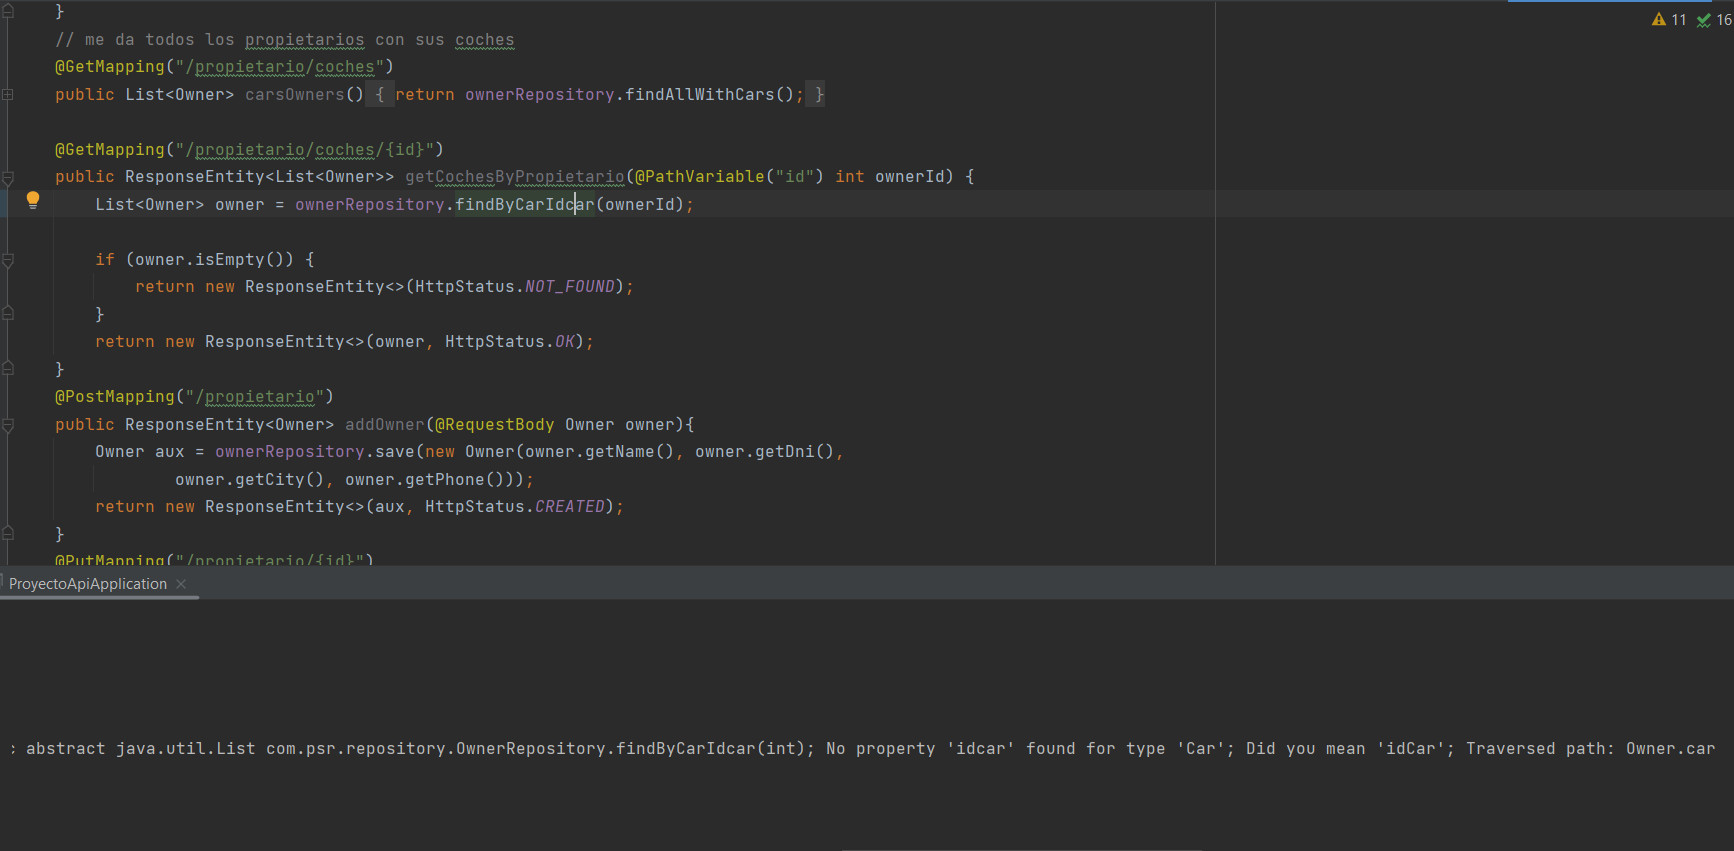 }
11 16
// me da todos los propietarios con sus coches
@GetMapping("/propietario/coches")
public List<Owner> carsOwners() { return ownerRepository.findAllWithCars(); }
@GetMapping("/propietario/coches/{id}")
public ResponseEntity<List<Owner>> getCochesByPropietario(@PathVariable("id") int ownerId) {
List<Owner> owner = ownerRepository.findByCarIdcar(ownerId);
if (owner.isEmpty()) {
return new ResponseEntity<>(HttpStatus.NOT_FOUND);
}
return new ResponseEntity<>(owner, HttpStatus.OK);
}
@PostMapping("/propietario")
public ResponseEntity<Owner> addOwner(@RequestBody Owner owner){
Owner aux = ownerRepository.save(new Owner(owner.getName(), owner.getDni(),
owner.getCity(), owner.getPhone()));
return new ResponseEntity<>(aux, HttpStatus.CREATED);
}
@PutMapping("/propietario/{id}")
ProyectoApiApplication
: abstract java.util.List com.psr.repository.OwnerRepository.findByCarIdcar(int); No property 'idcar' found for type 'Car'; Did you mean 'idCar'; Traversed path: Owner.car